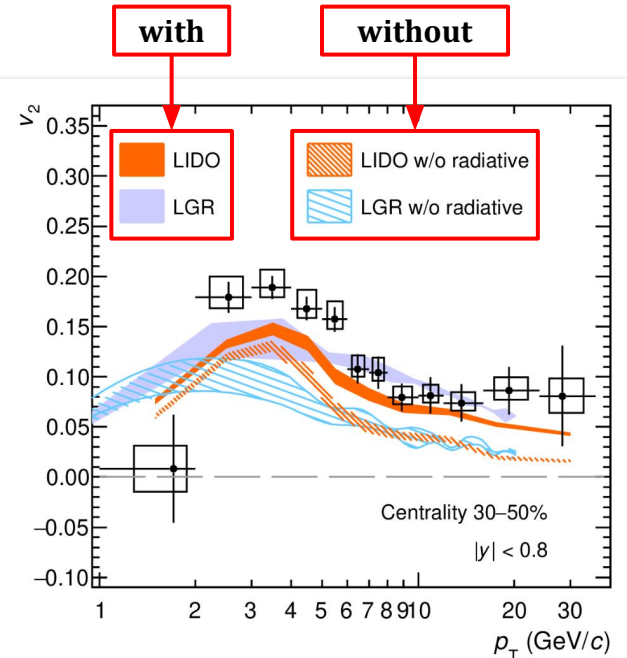 with
without
v₂
0.35
0.30
0.25
0.20
0.15
0.10
0.05
0.00
−0.05
−0.10
LIDO
LGR
LIDO w/o radiative
LGR w/o radiative
Centrality 30–50%
|y| < 0.8
1 2 3 4 5 6 7 8 9 10 20 30
p_T (GeV/c)